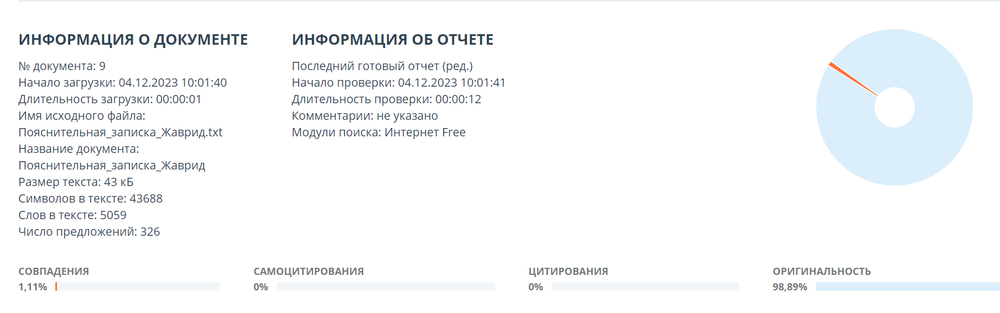 ИНФОРМАЦИЯ О ДОКУМЕНТЕ
№ документа: 9
Начало загрузки: 04.12.2023 10:01:40
Длительность загрузки: 00:00:01
Имя исходного файла:
Пояснительная_записка_Жаврид.txt
Название документа:
Пояснительная_записка_Жаврид
Размер текста: 43 кБ
Символов в тексте: 43688
Слов в тексте: 5059
Число предложений: 326
ИНФОРМАЦИЯ ОБ ОТЧЕТЕ
Последний готовый отчет (ред.)
Начало проверки: 04.12.2023 10:01:41
Длительность проверки: 00:00:12
Комментарии: не указано
Модули поиска: Интернет Free
СОВПАДЕНИЯ
1,11%
САМОЦИТИРОВАНИЯ
0%
ЦИТИРОВАНИЯ
0%
ОРИГИНАЛЬНОСТЬ
98,89%